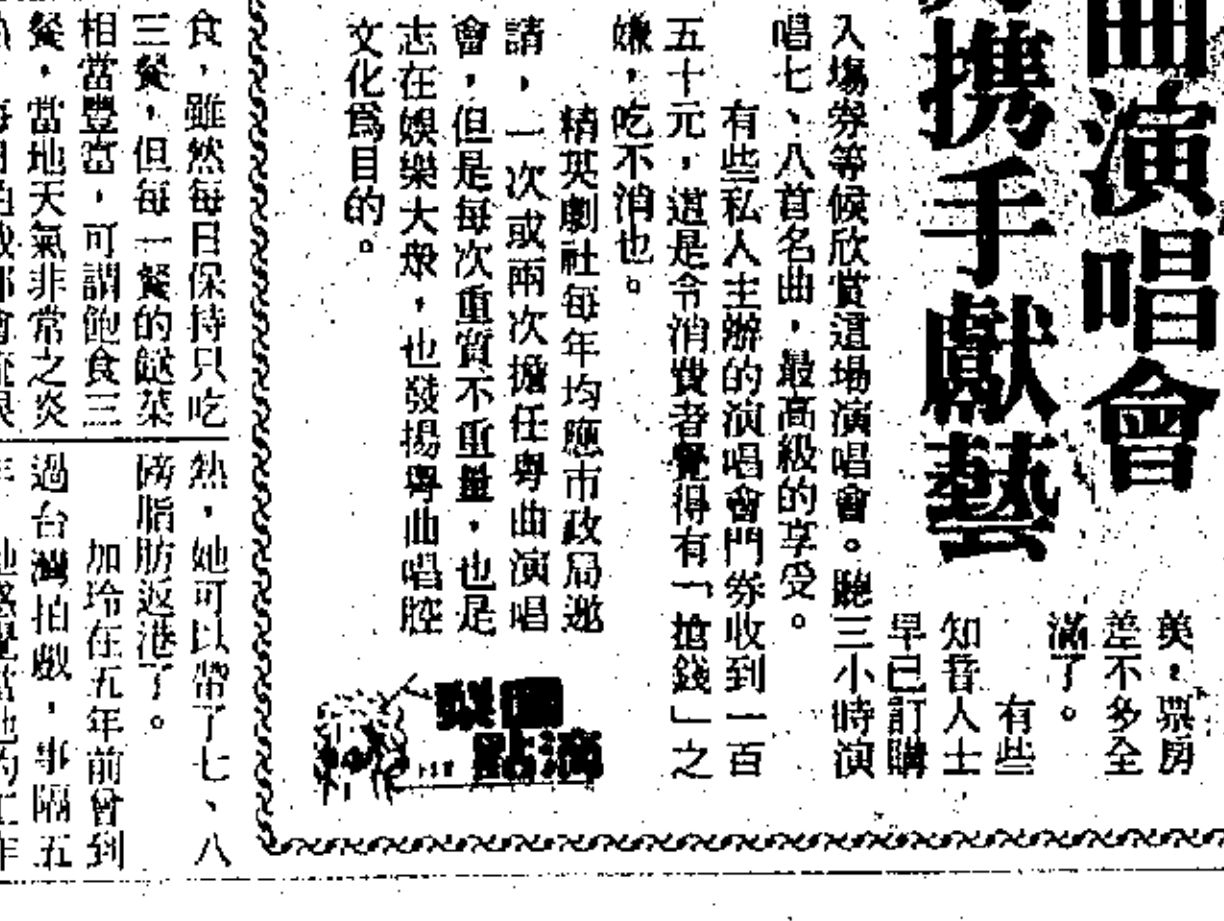 曲演唱會
携手獻藝
羨，票房
差不多全
滿了。
有些
知音人士
早已訂購
入塲券等候欣賞這場演唱會。聽三小時演
唱七、八首名曲，最高級的享受。
有些私人主辦的演唱會門券收到一百
五十元，這是令消費者覺得有「搶錢」之
嫌，吃不消也。
精英劇社每年均應市政局邀
請，一次或兩次擔任粤曲演唱
會，但是每次重質不重量，也是
志在娛樂大衆，也發揚粤曲唱腔
文化爲目的。
食，雖然每日保持只吃
三餐，但每一餐的餸菜
相當豐富，可謂飽食三
餐，當地天氣非常之炎
熱，她可以帶了七、八
磅脂肪返港了。
加玲在五年前曾到
過台灣拍戲，事隔五